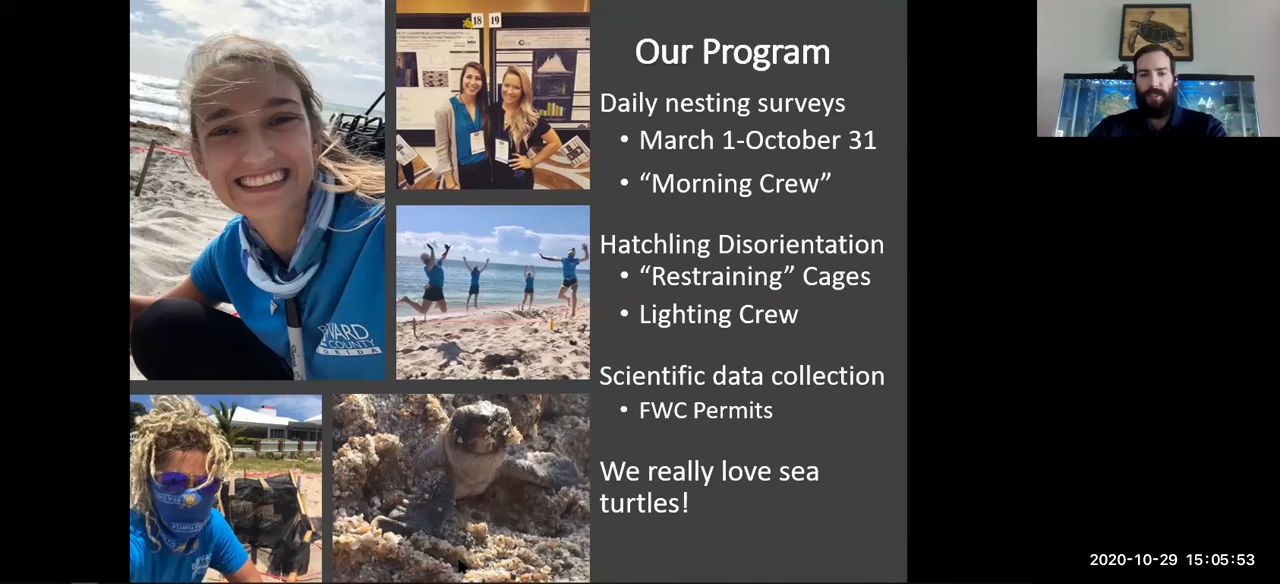 Our Program
Daily nesting surveys
• March 1-October 31
• “Morning Crew”
Hatchling Disorientation
• “Restraining” Cages
• Lighting Crew
Scientific data collection
• FWC Permits
We really love sea
turtles!
18 19
WARD
COUNTY
FLORIDA
2020-10-29 15:05:53